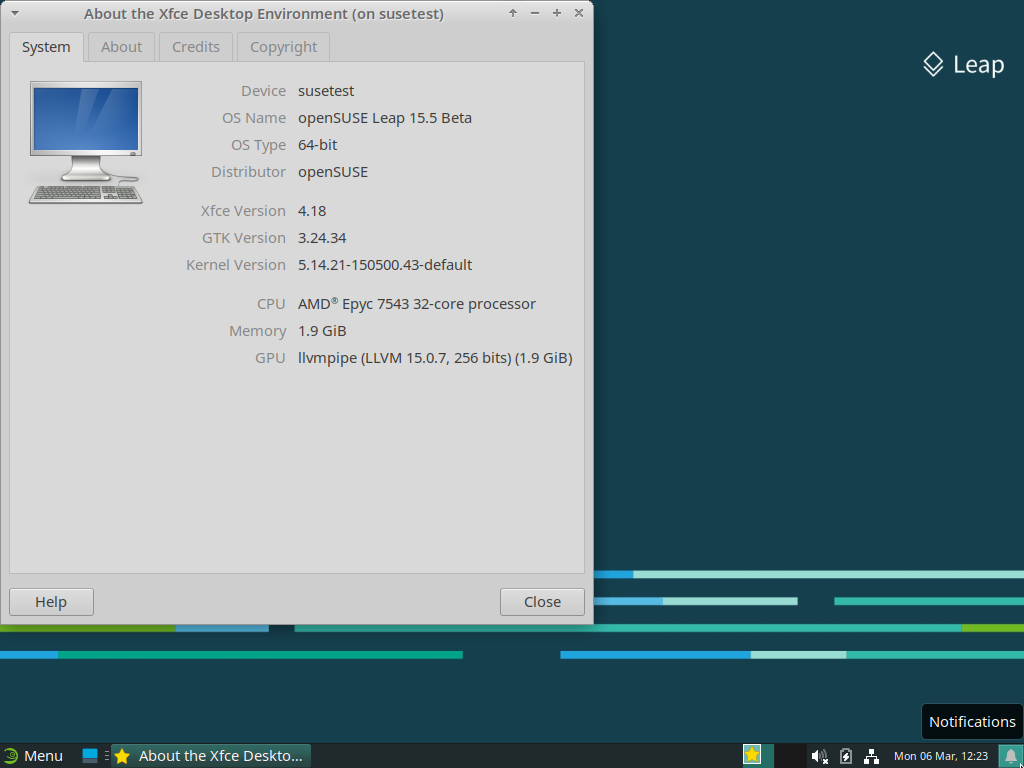 About the Xfce Desktop Environment (on susetest)
System About Credits Copyright
Leap
Device susetest
OS Name openSUSE Leap 15.5 Beta
OS Type 64-bit
Distributor openSUSE
Xfce Version 4.18
GTK Version 3.24.34
Kernel Version 5.14.21-150500.43-default
CPU AMD® Epyc 7543 32-core processor
Memory 1.9 GiB
GPU llvmpipe (LLVM 15.0.7, 256 bits) (1.9 GiB)
Help Close
Notifications
Menu About the Xfce Deskto... Mon 06 Mar, 12:23